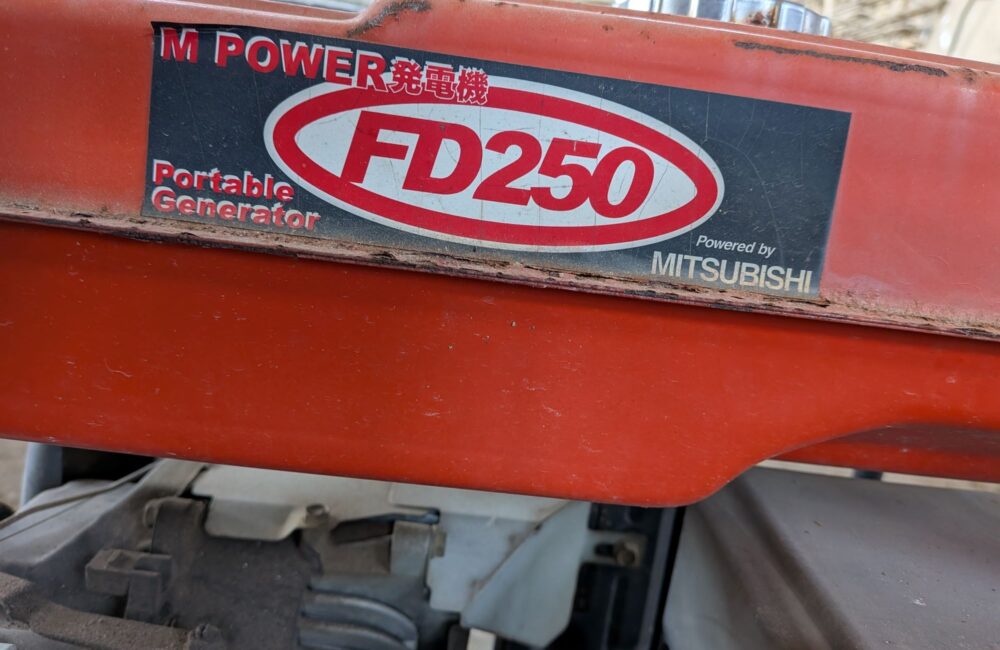 M POWER発電機
FD250
Portable
Generator
Powered by
MITSUBISHI